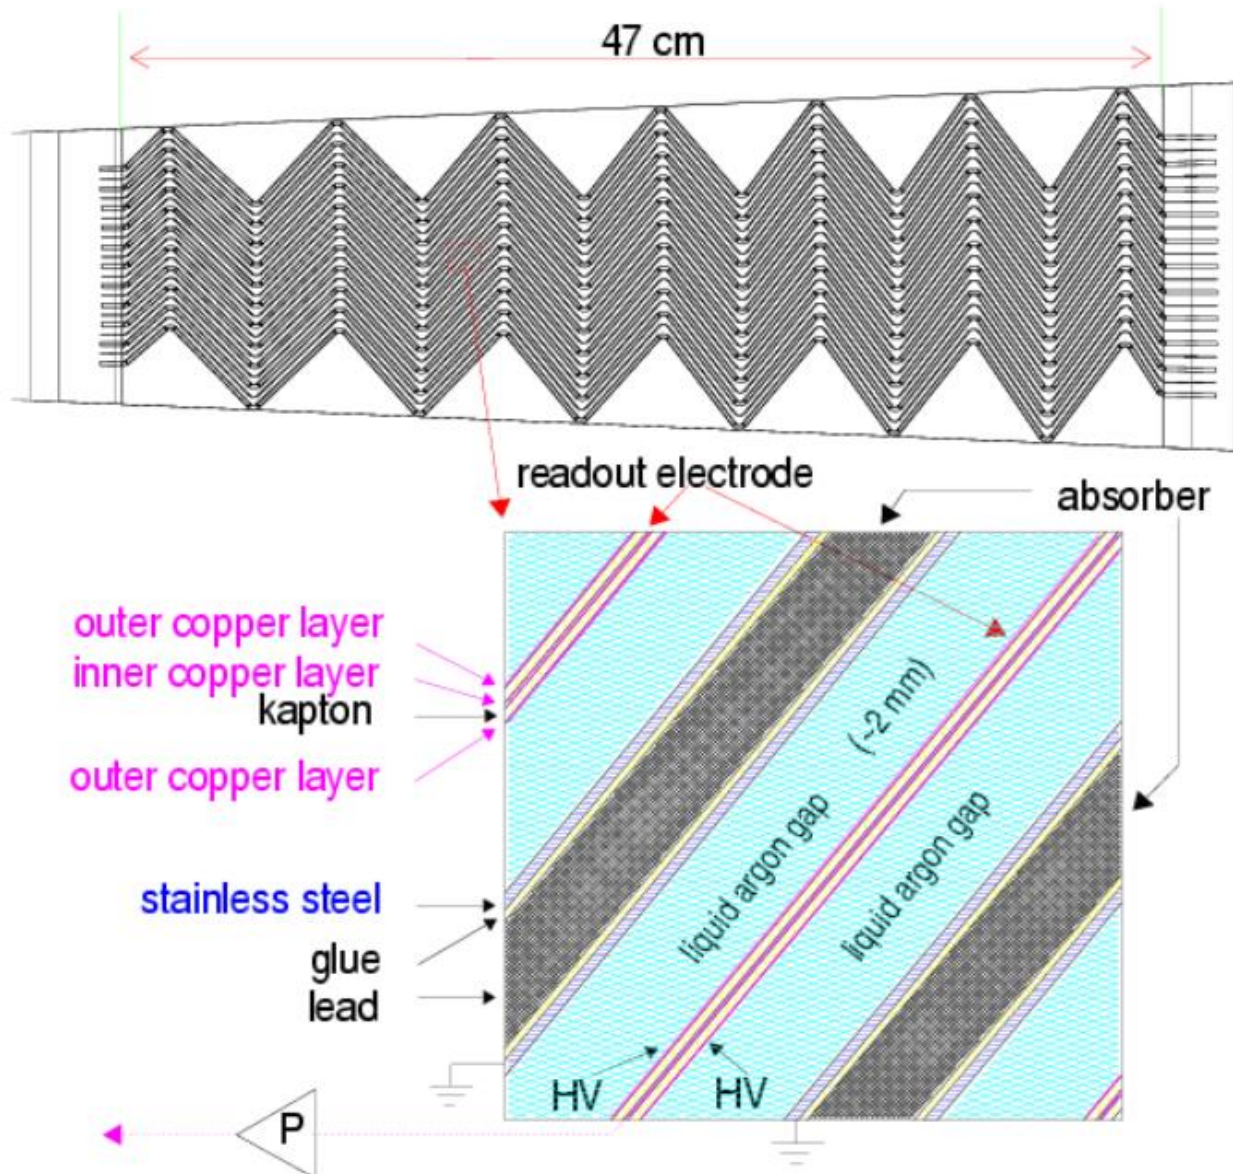 47 cm
readout electrode
absorber
outer copper layer
inner copper layer
kapton
outer copper layer
(~2 mm)
liquid argon gap
liquid argon gap
stainless steel
glue
lead
HV
HV
P